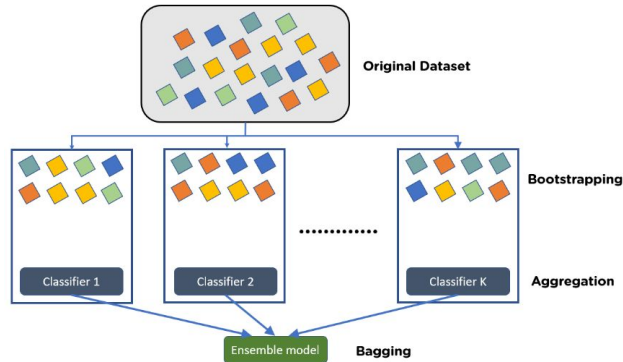 Original Dataset
Bootstrapping
Classifier 1
Classifier 2
Classifier K
Aggregation
Ensemble model
Bagging